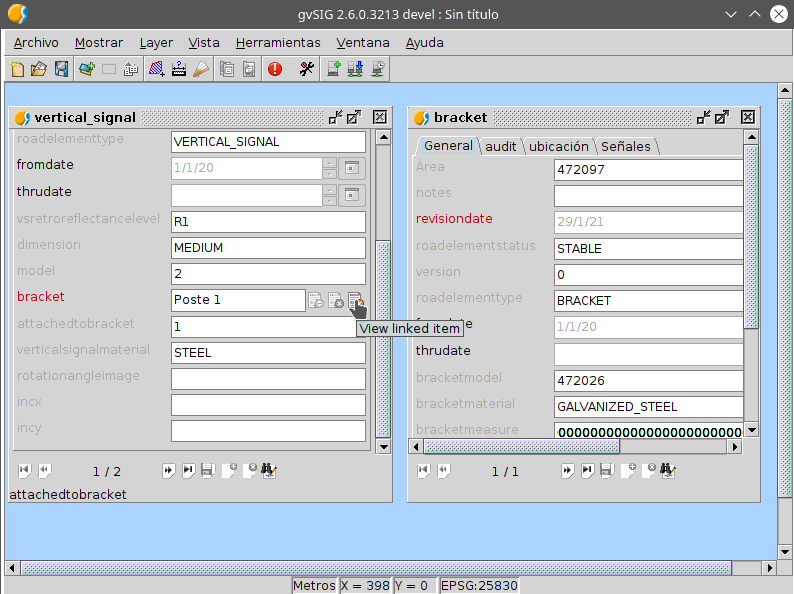 gvSIG 2.6.0.3213 devel : Sin título
Archivo Mostrar Layer Vista Herramientas Ventana Ayuda
vertical_signal
roadelementtype VERTICAL_SIGNAL
fromdate 1/1/20
thrudate
vsretroreflectancelevel R1
dimension MEDIUM
model 2
bracket Poste 1
attachedtobracket 1
View linked item
verticalsignalmaterial STEEL
rotationangleimage
incx
incy
1 / 2
attachedtobracket
bracket
General audit ubicación Señales
Área 472097
notes
revisiondate 29/1/21
roadelementstatus STABLE
version 0
roadelementtype BRACKET
1/1/20
thrudate
bracketmodel 472026
bracketmaterial GALVANIZED_STEEL
bracketmeasure
1 / 1
Metros X = 398 Y = 0 EPSG:25830